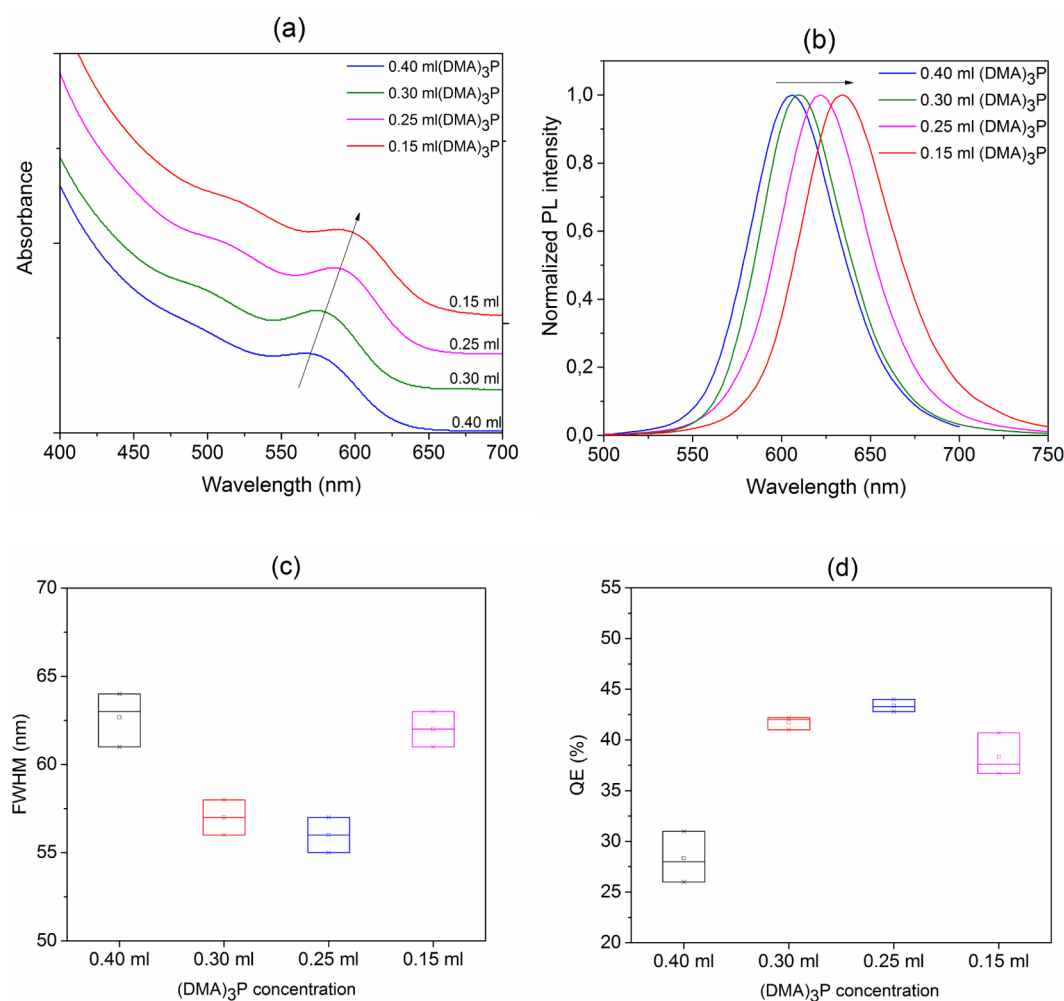 (a)
0.40 ml(DMA)3P
0.30 ml(DMA)3P
0.25 ml(DMA)3P
0.15 ml(DMA)3P
Absorbance
0.15 ml
0.25 ml
0.30 ml
0.40 ml
400 450 500 550 600 650 700
Wavelength (nm)
(b)
0.40 ml (DMA)3P
0.30 ml (DMA)3P
0.25 ml (DMA)3P
0.15 ml (DMA)3P
Normalized PL intensity
1,0
0,8
0,6
0,4
0,2
0,0
500 550 600 650 700 750
Wavelength (nm)
(c)
FWHM (nm)
70
65
60
55
50
0.40 ml 0.30 ml 0.25 ml 0.15 ml
(DMA)3P concentration
(d)
QE (%)
55
50
45
40
35
30
25
20
0.40 ml 0.30 ml 0.25 ml 0.15 ml
(DMA)3P concentration